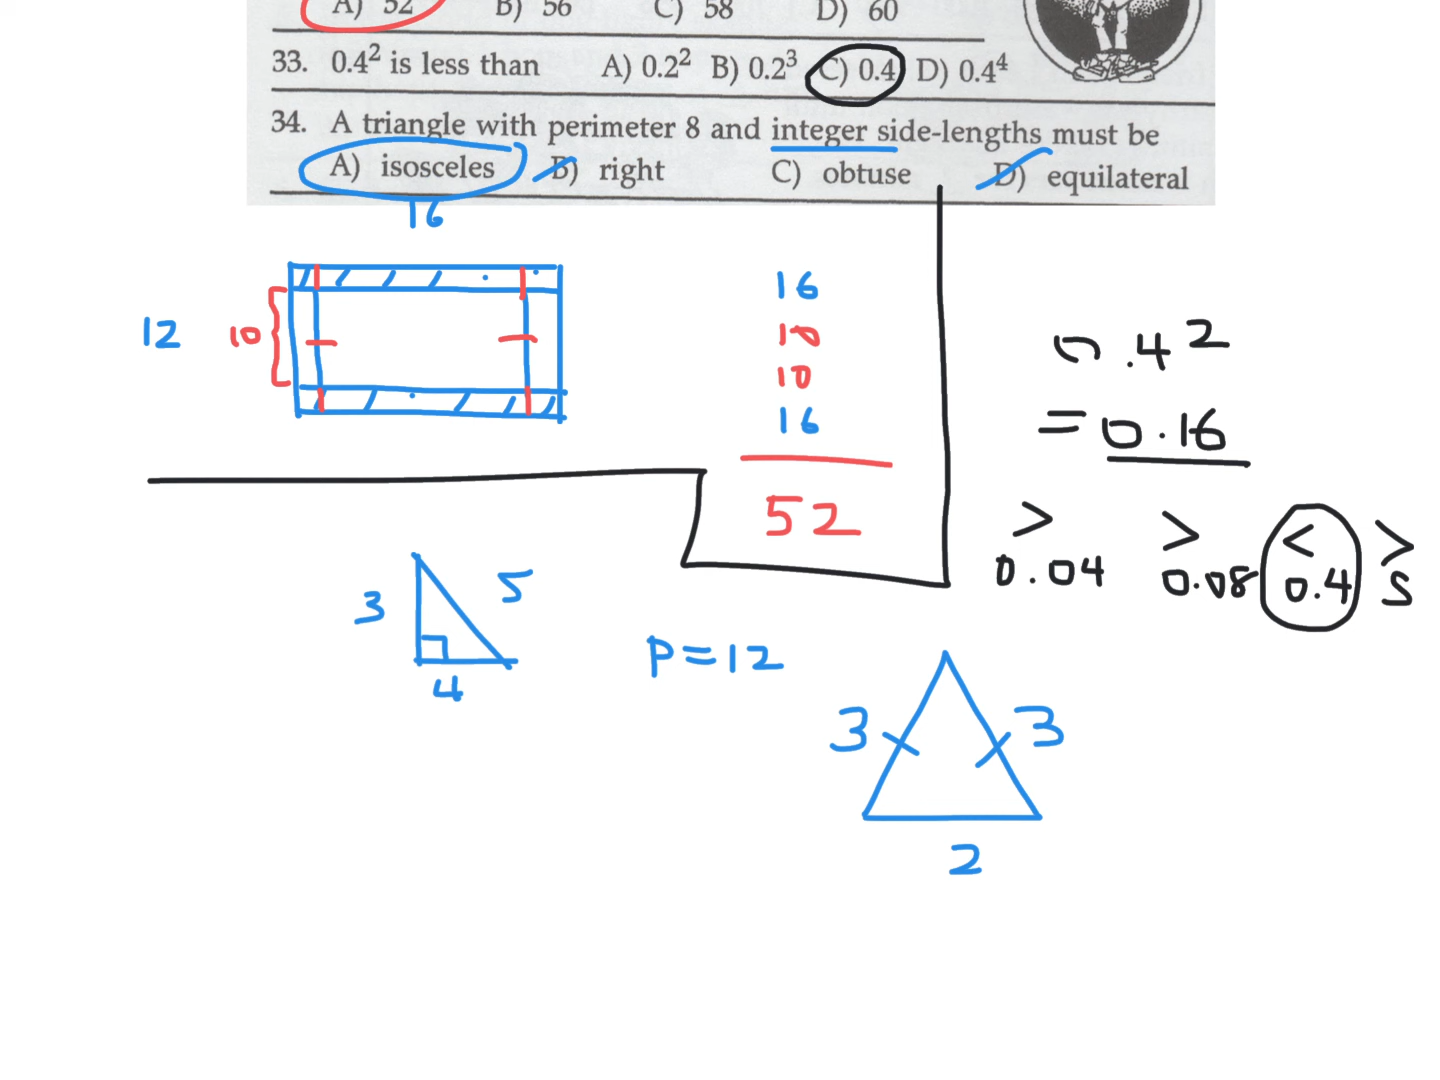 A) 52 B) 56 C) 58 D) 60
33. 0.4² is less than A) 0.2² B) 0.2³ C) 0.4 D) 0.4⁴
34. A triangle with perimeter 8 and integer side-lengths must be
A) isosceles B) right C) obtuse D) equilateral
16
12 10
16
10
10
16
52
0.4²
= 0.16
> > < >
0.04 0.08 0.4 S
3 5
4
P=12
3 3
2